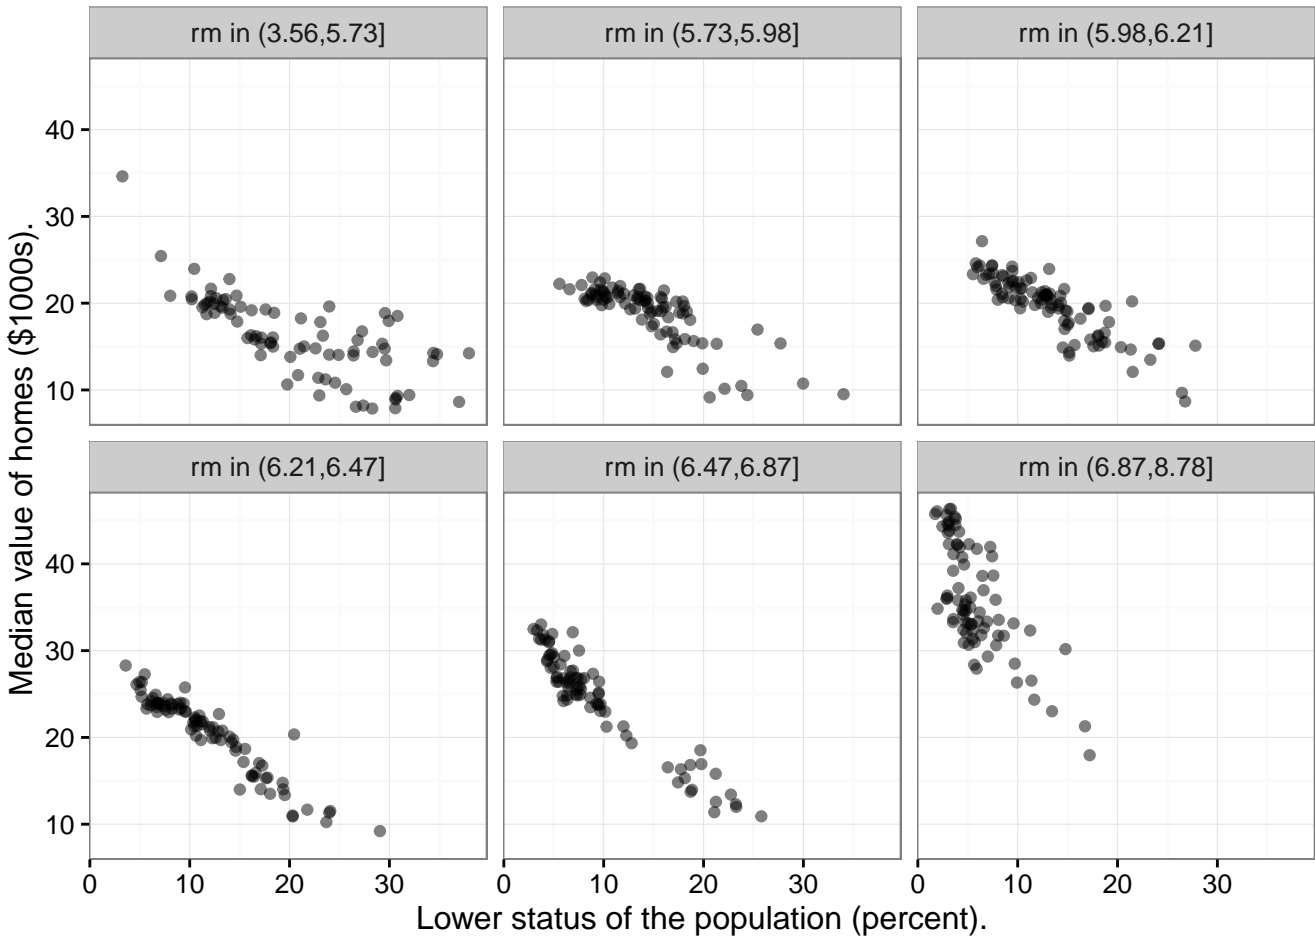 rm in (3.56,5.73]
rm in (5.73,5.98]
rm in (5.98,6.21]
40
30
20
10
rm in (6.21,6.47]
rm in (6.47,6.87]
rm in (6.87,8.78]
40
30
20
10
0 10 20 30
0 10 20 30
0 10 20 30
Lower status of the population (percent).
Median value of homes ($1000s).